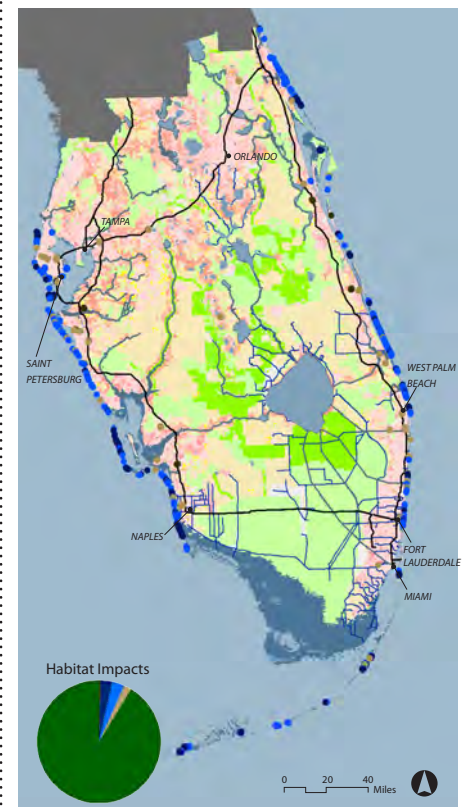 ORLANDO
TAMPA
SAINT
PETERSBURG
WEST PALM
BEACH
NAPLES
FORT
LAUDERDALE
MIAMI
Habitat Impacts
0 20 40
Miles